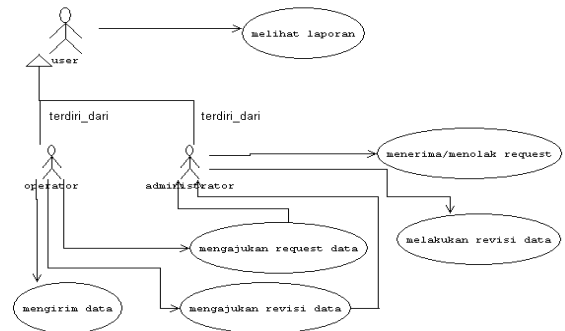 melihat laporan
user
terdiri_dari
terdiri_dari
menerima/menolak request
operator
administrator
melakukan revisi data
mengajukan request data
mengirim data
mengajukan revisi data